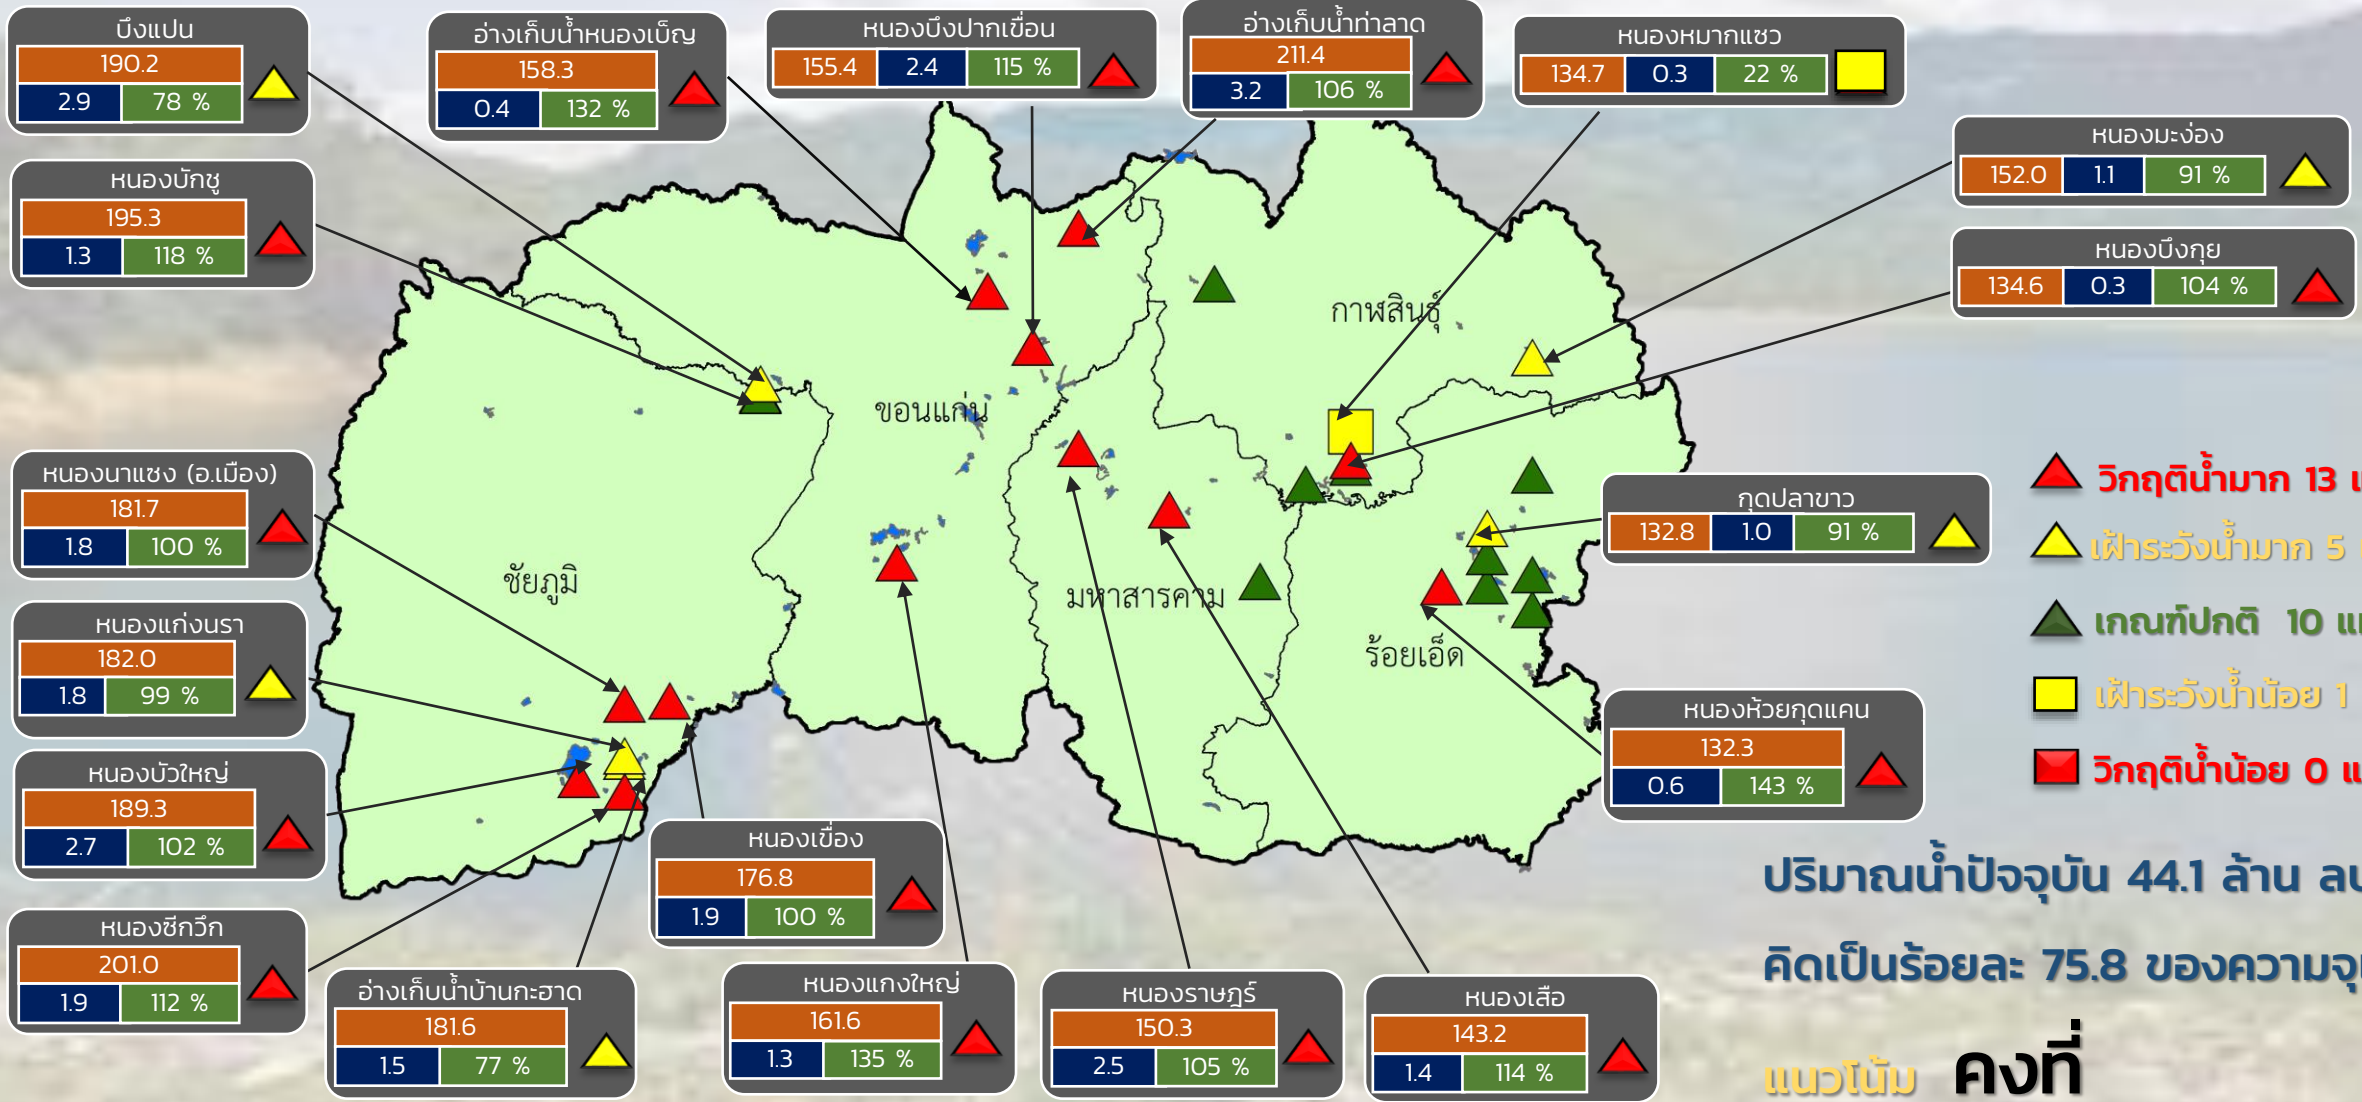 บึงแปน
190.2
2.9 78 %
อ่างเก็บน้ำหนองเบ็ญ
158.3
0.4 132 %
หนองบึงปากเขื่อน
155.4 2.4 115 %
อ่างเก็บน้ำท่าลาด
211.4
3.2 106 %
หนองหมากแซว
134.7 0.3 22 %
หนองมะง่อง
152.0 1.1 91 %
หนองบักชู
195.3
1.3 118 %
หนองบึงกุย
134.6 0.3 104 %
กาฬสินธุ์
ขอนแก่น
ชัยภูมิ
มหาสารคาม
ร้อยเอ็ด
หนองนาแซง (อ.เมือง)
181.7
1.8 100 %
กุดปลาขาว
132.8 1.0 91 %
วิกฤติน้ำมาก 13
เฝ้าระวังน้ำมาก 5
เกณฑ์ปกติ 10
เฝ้าระวังน้ำน้อย 1
วิกฤติน้ำน้อย 0
หนองแก่งนรา
182.0
1.8 99 %
หนองห้วยกุดแคน
132.3
0.6 143 %
หนองบัวใหญ่
189.3
2.7 102 %
หนองเขื่อง
176.8
1.9 100 %
หนองซีกวึก
201.0
1.9 112 %
อ่างเก็บน้ำบ้านกะฮาด
181.6
1.5 77 %
หนองแกงใหญ่
161.6
1.3 135 %
หนองราษฎร์
150.3
2.5 105 %
หนองเสือ
143.2
1.4 114 %
ปริมาณน้ำปัจจุบัน 44.1 ล้าน
คิดเป็นร้อยละ 75.8 ของความจุ
แนวโน้ม คงที่